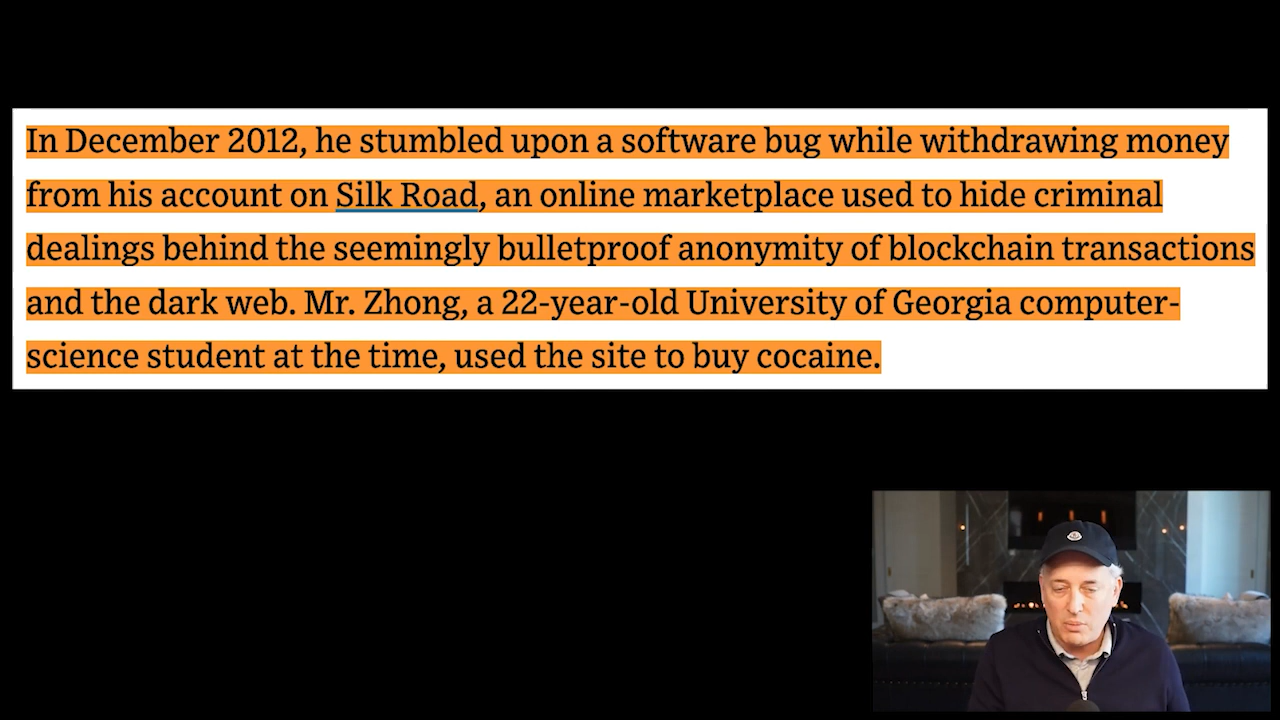 In December 2012, he stumbled upon a software bug while withdrawing money
from his account on Silk Road, an online marketplace used to hide criminal
dealings behind the seemingly bulletproof anonymity of blockchain transactions
and the dark web. Mr. Zhong, a 22-year-old University of Georgia computer-
science student at the time, used the site to buy cocaine.